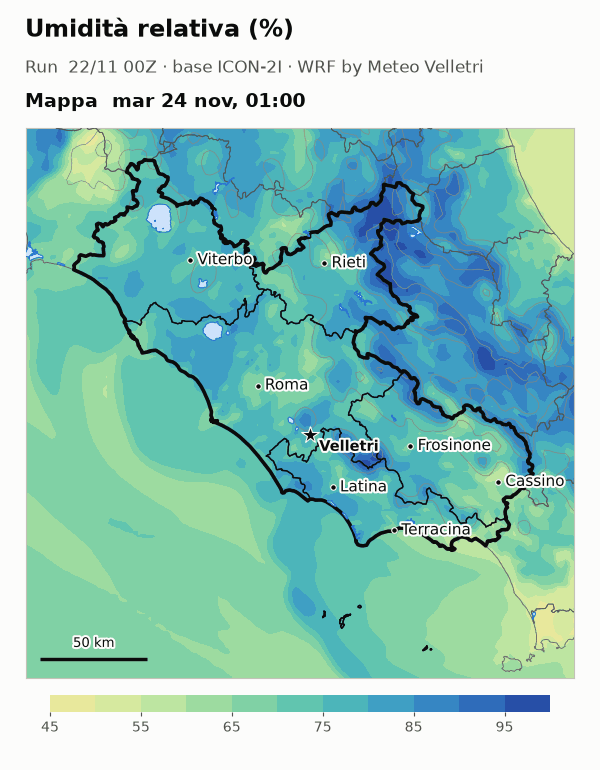 Umidità relativa (%)
Run  22/11 00Z · base ICON-2I · WRF by Meteo Velletri
Mappa  mar 24 nov, 01:00
Viterbo
Rieti
Roma
Velletri
Frosinone
Cassino
Latina
Terracina
50 km
45 55 65 75 85 95